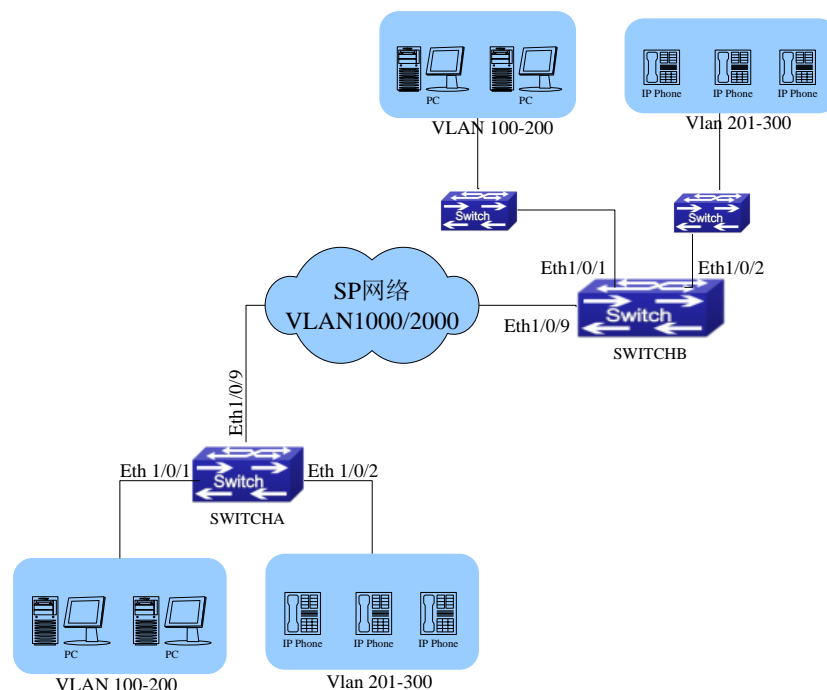 PC
PC
IP Phone
IP Phone
IP Phone
VLAN 100-200
Vlan 201-300
Switch
Switch
Eth1/0/1
Eth1/0/2
SP网络
VLAN1000/2000
Switch
Eth1/0/9
SWITCHB
Eth1/0/9
Eth 1/0/1
Switch
Eth 1/0/2
SWITCHA
PC
PC
IP Phone
IP Phone
IP Phone
VLAN 100-200
Vlan 201-300